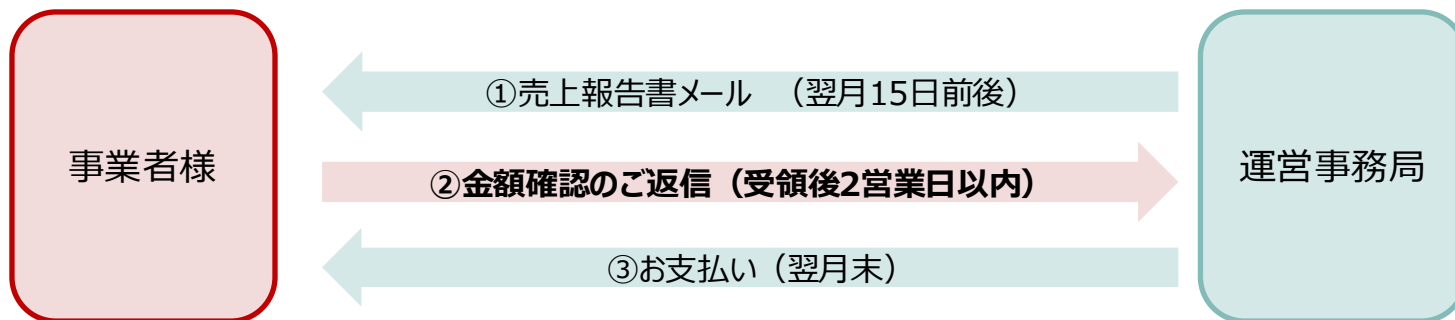 事業者様
①売上報告書メール （翌月15日前後）
②金額確認のご返信（受領後2営業日以内）
③お支払い（翌月末）
運営事務局